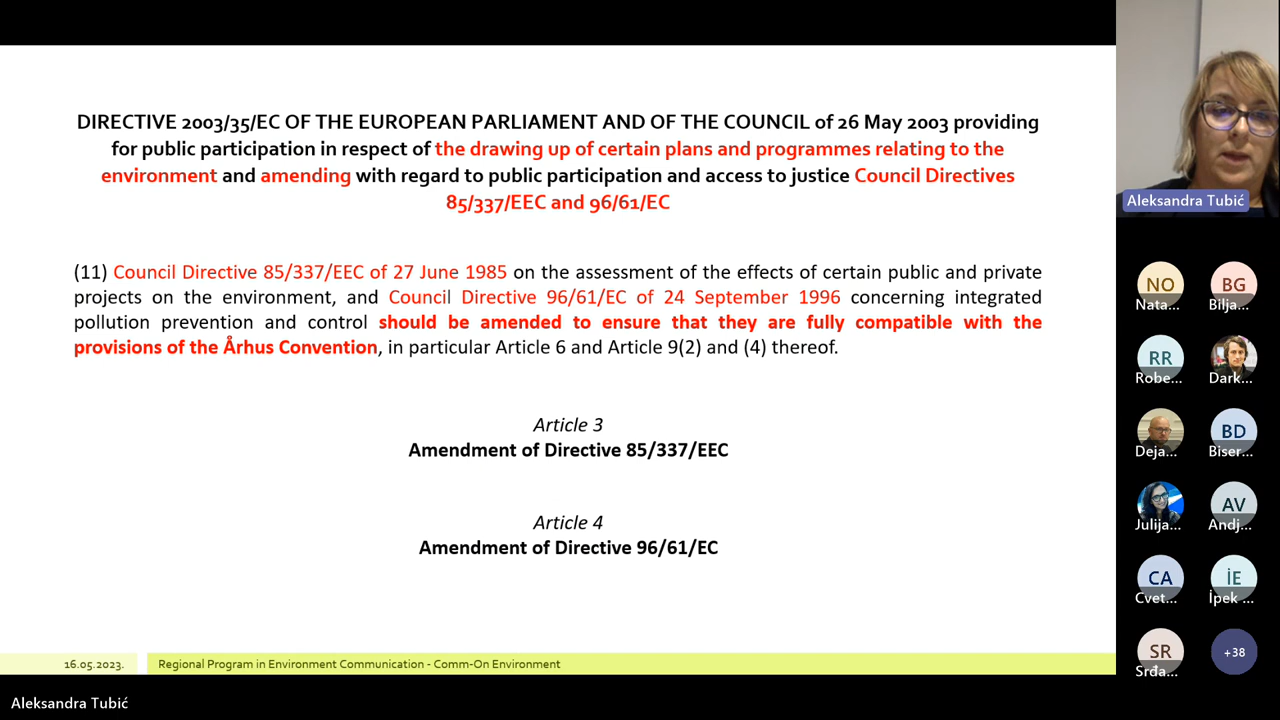 DIRECTIVE 2003/35/EC OF THE EUROPEAN PARLIAMENT AND OF THE COUNCIL of 26 May 2003 providing
for public participation in respect of the drawing up of certain plans and programmes relating to the
environment and amending with regard to public participation and access to justice Council Directives
85/337/EEC and 96/61/EC
(11) Council Directive 85/337/EEC of 27 June 1985 on the assessment of the effects of certain public and private
projects on the environment, and Council Directive 96/61/EC of 24 September 1996 concerning integrated
pollution prevention and control should be amended to ensure that they are fully compatible with the
provisions of the Århus Convention, in particular Article 6 and Article 9(2) and (4) thereof.
Article 3
Amendment of Directive 85/337/EEC
Article 4
Amendment of Directive 96/61/EC
16.05.2023.
Regional Program in Environment Communication - Comm-On Environment
Aleksandra Tubić
Aleksandra Tubić
NO
BG
Nata...
Bilja...
RR
Robe...
Dark...
BD
Deja...
Biser...
AV
Julija...
Andj...
CA
İE
Cvet...
İpek ...
SR
+38
Srđa...